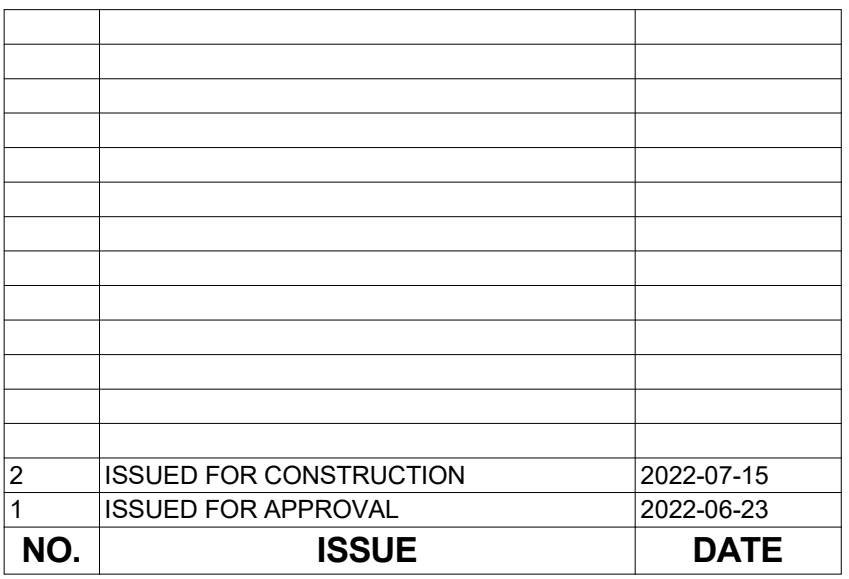 2 ISSUED FOR CONSTRUCTION 2022-07-15
1 ISSUED FOR APPROVAL 2022-06-23
NO. ISSUE DATE